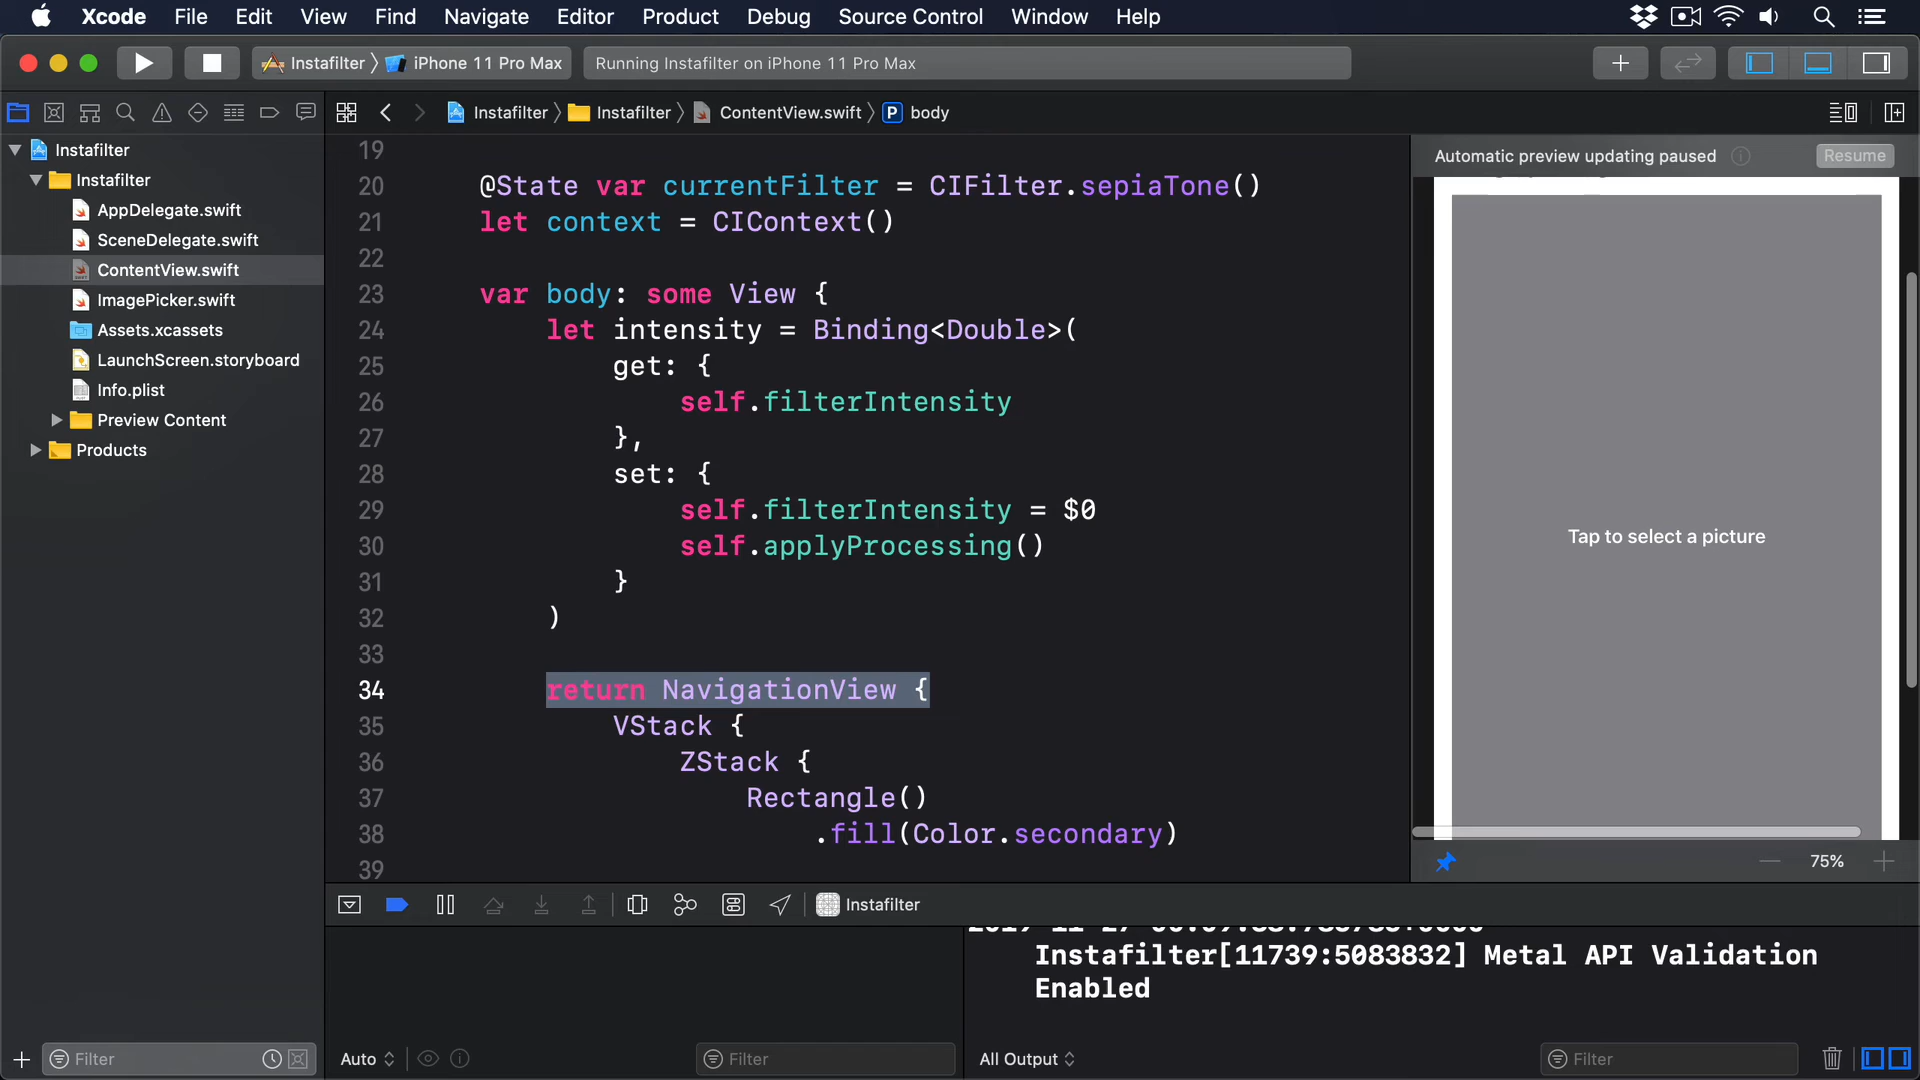 Xcode File Edit View Find Navigate Editor Product Debug Source Control Window Help
Instafilter iPhone 11 Pro Max Running Instafilter on iPhone 11 Pro Max
Instafilter Instafilter ContentView.swift P body
Instafilter
Instafilter
AppDelegate.swift
SceneDelegate.swift
ContentView.swift
ImagePicker.swift
Assets.xcassets
LaunchScreen.storyboard
Info.plist
Preview Content
Products
19
20 @State var currentFilter = CIFilter.sepiaTone()
21 let context = CIContext()
22
23 var body: some View {
24 let intensity = Binding<Double>(
25 get: {
26 self.filterIntensity
27 },
28 set: {
29 self.filterIntensity = $0
30 self.applyProcessing()
31 }
32 )
33
34 return NavigationView {
35 VStack {
36 ZStack {
37 Rectangle()
38 .fill(Color.secondary)
39
Automatic preview updating paused Resume
Tap to select a picture
75%
Instafilter
Instafilter[11739:5083832] Metal API Validation
Enabled
Filter Auto Filter All Output Filter